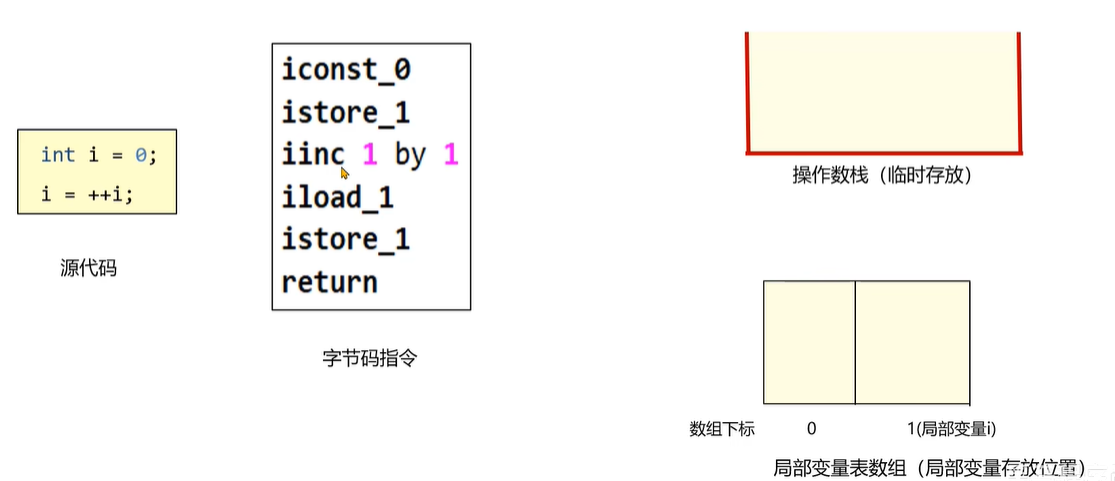 int i = 0;
i = ++i;
源代码
iconst_0
istore_1
iinc 1 by 1
iload_1
istore_1
return
字节码指令
操作数栈（临时存放）
数组下标 0 1(局部变量i)
局部变量表数组（局部变量存放位置）